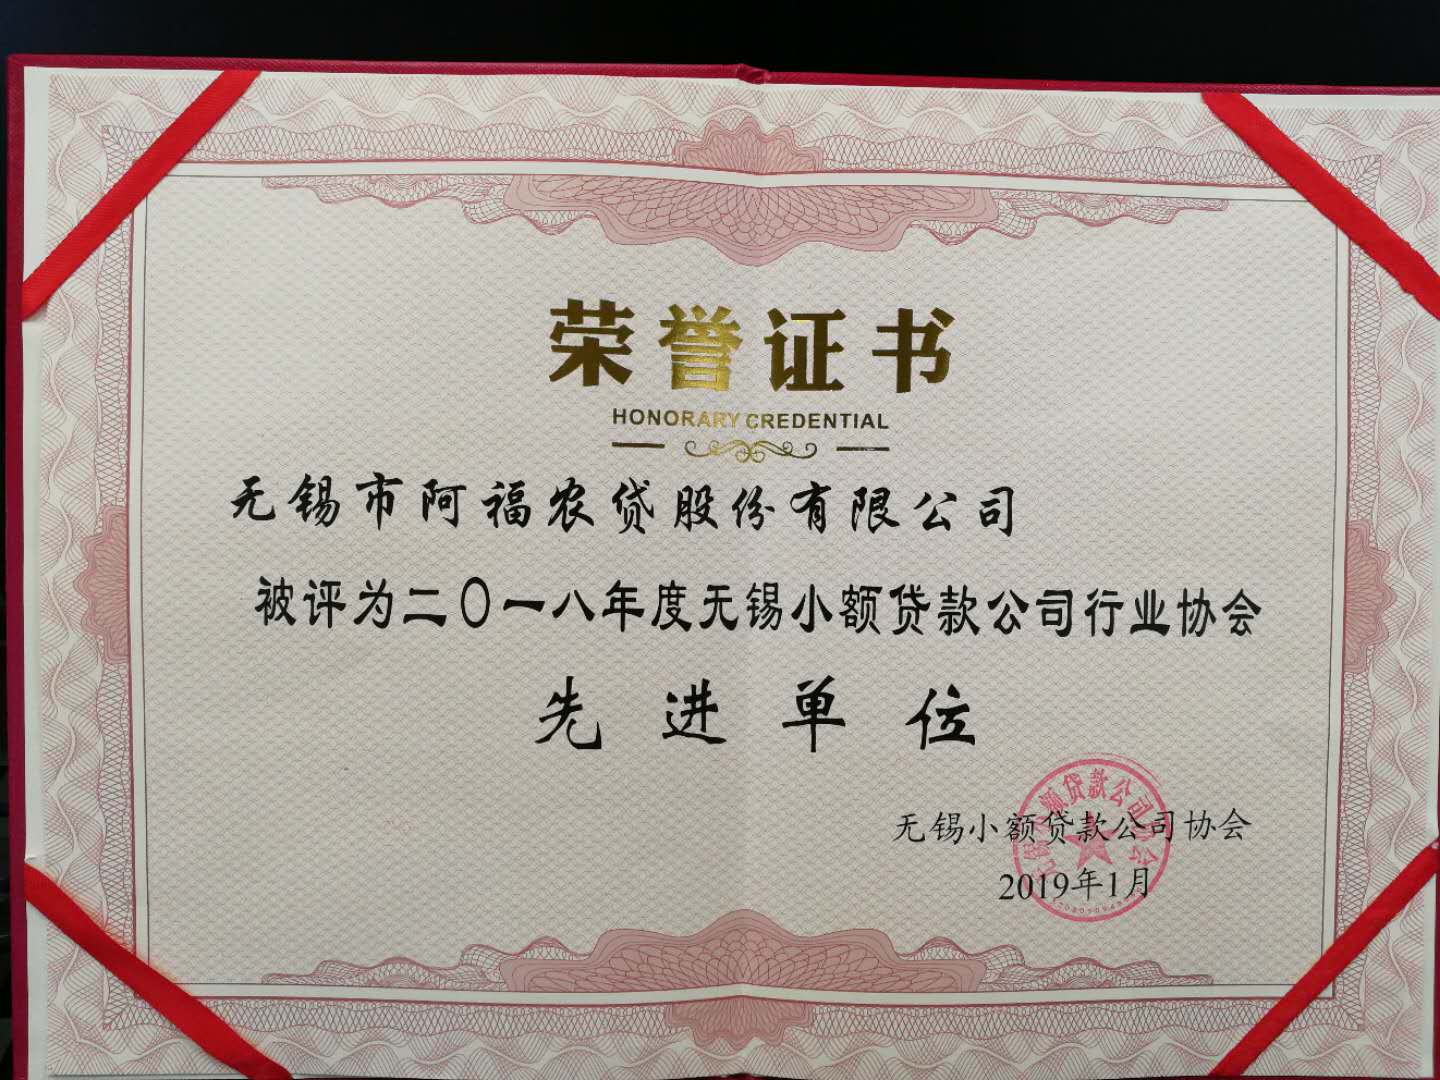 荣誉证书
HONORARY CREDENTIAL
无锡市阿福农贷股份有限公司
被评为二〇一八年度无锡小额贷款公司行业协会
先进单位
无锡小额贷款公司协会
2019年1月